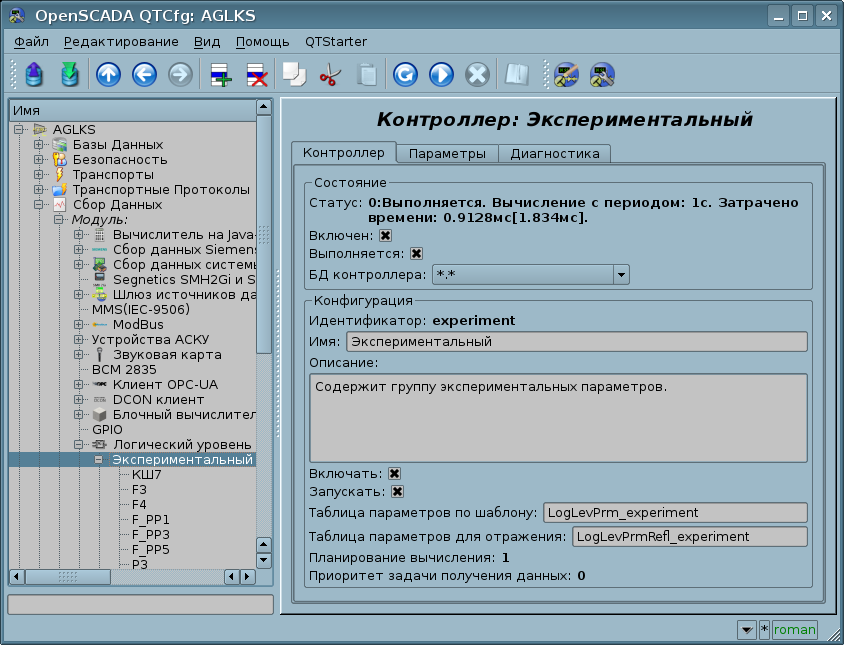 OpenSCADA QTCfg: AGLKS
Файл Редактирование Вид Помощь QTStarter
Имя
AGLKS
Базы Данных
Безопасность
Транспорты
Транспортные Протоколы
Сбор Данных
Модуль:
Вычислитель на Java-
Сбор данных Siemens
Сбор данных системы
Segnetics SMH2Gi и S
Шлюз источников да
MMS(IEC-9506)
ModBus
Устройства АСКУ
Звуковая карта
BCM 2835
Клиент OPC-UA
DCON клиент
Блочный вычислител
GPIO
Логический уровень
Экспериментальный
КШ7
F3
F4
F_PP1
F_PP3
F_PP5
P3
Контроллер: Экспериментальный
Контроллер Параметры Диагностика
Состояние
Статус: 0:Выполняется. Вычисление с периодом: 1с. Затрачено
времени: 0.9128мс[1.834мс].
Включен:
Выполняется:
БД контроллера: *.*
Конфигурация
Идентификатор: experiment
Имя: Экспериментальный
Описание:
Содержит группу экспериментальных параметров.
Включать:
Запускать:
Таблица параметров по шаблону: LogLevPrm_experiment
Таблица параметров для отражения: LogLevPrmRefl_experiment
Планирование вычисления: 1
Приоритет задачи получения данных: 0
* roman